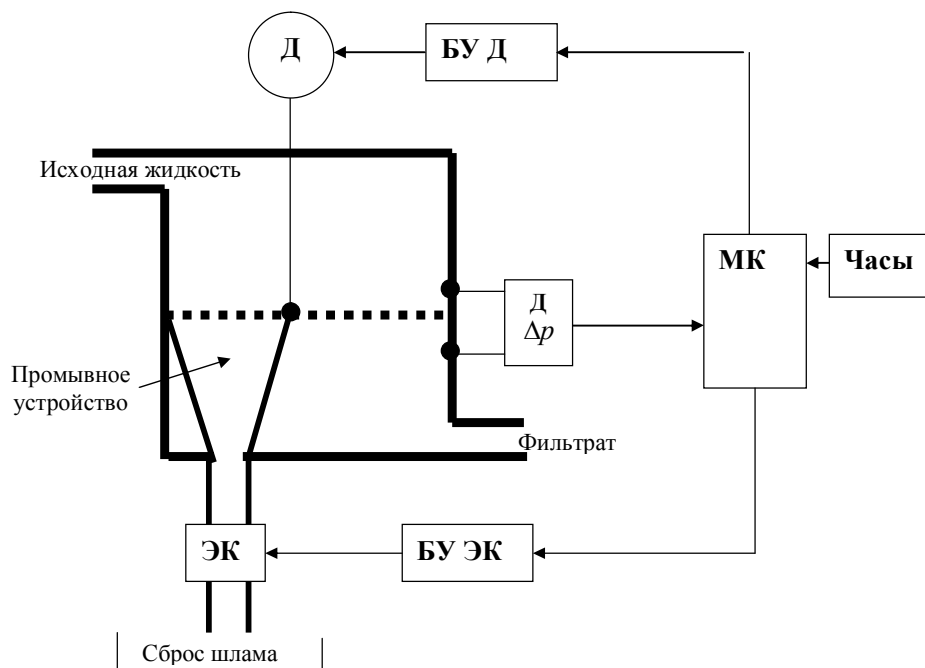 Д
БУ Д
Исходная жидкость
МК
Часы
Д
Δp
Промывное
устройство
Фильтрат
ЭК
БУ ЭК
Сброс шлама